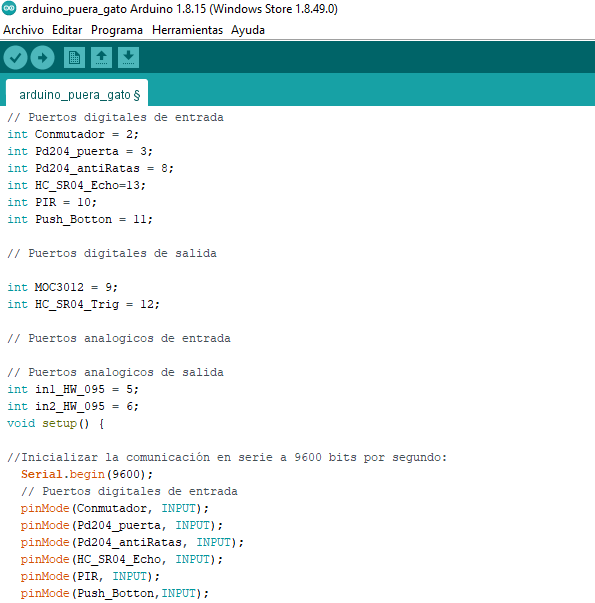 arduino_puera_gato Arduino 1.8.15 (Windows Store 1.8.49.0)
Archivo Editar Programa Herramientas Ayuda
arduino_puera_gato §
// Puertos digitales de entrada
int Conmutador = 2;
int Pd204_puerta = 3;
int Pd204_antiRatas = 8;
int HC_SR04_Echo=13;
int PIR = 10;
int Push_Botton = 11;
// Puertos digitales de salida
int MOC3012 = 9;
int HC_SR04_Trig = 12;
// Puertos analogicos de entrada
// Puertos analogicos de salida
int in1_HW_095 = 5;
int in2_HW_095 = 6;
void setup() {
//Inicializar la comunicación en serie a 9600 bits por segundo:
Serial.begin(9600);
// Puertos digitales de entrada
pinMode(Conmutador, INPUT);
pinMode(Pd204_puerta, INPUT);
pinMode(Pd204_antiRatas, INPUT);
pinMode(HC_SR04_Echo, INPUT);
pinMode(PIR, INPUT);
pinMode(Push_Botton,INPUT);